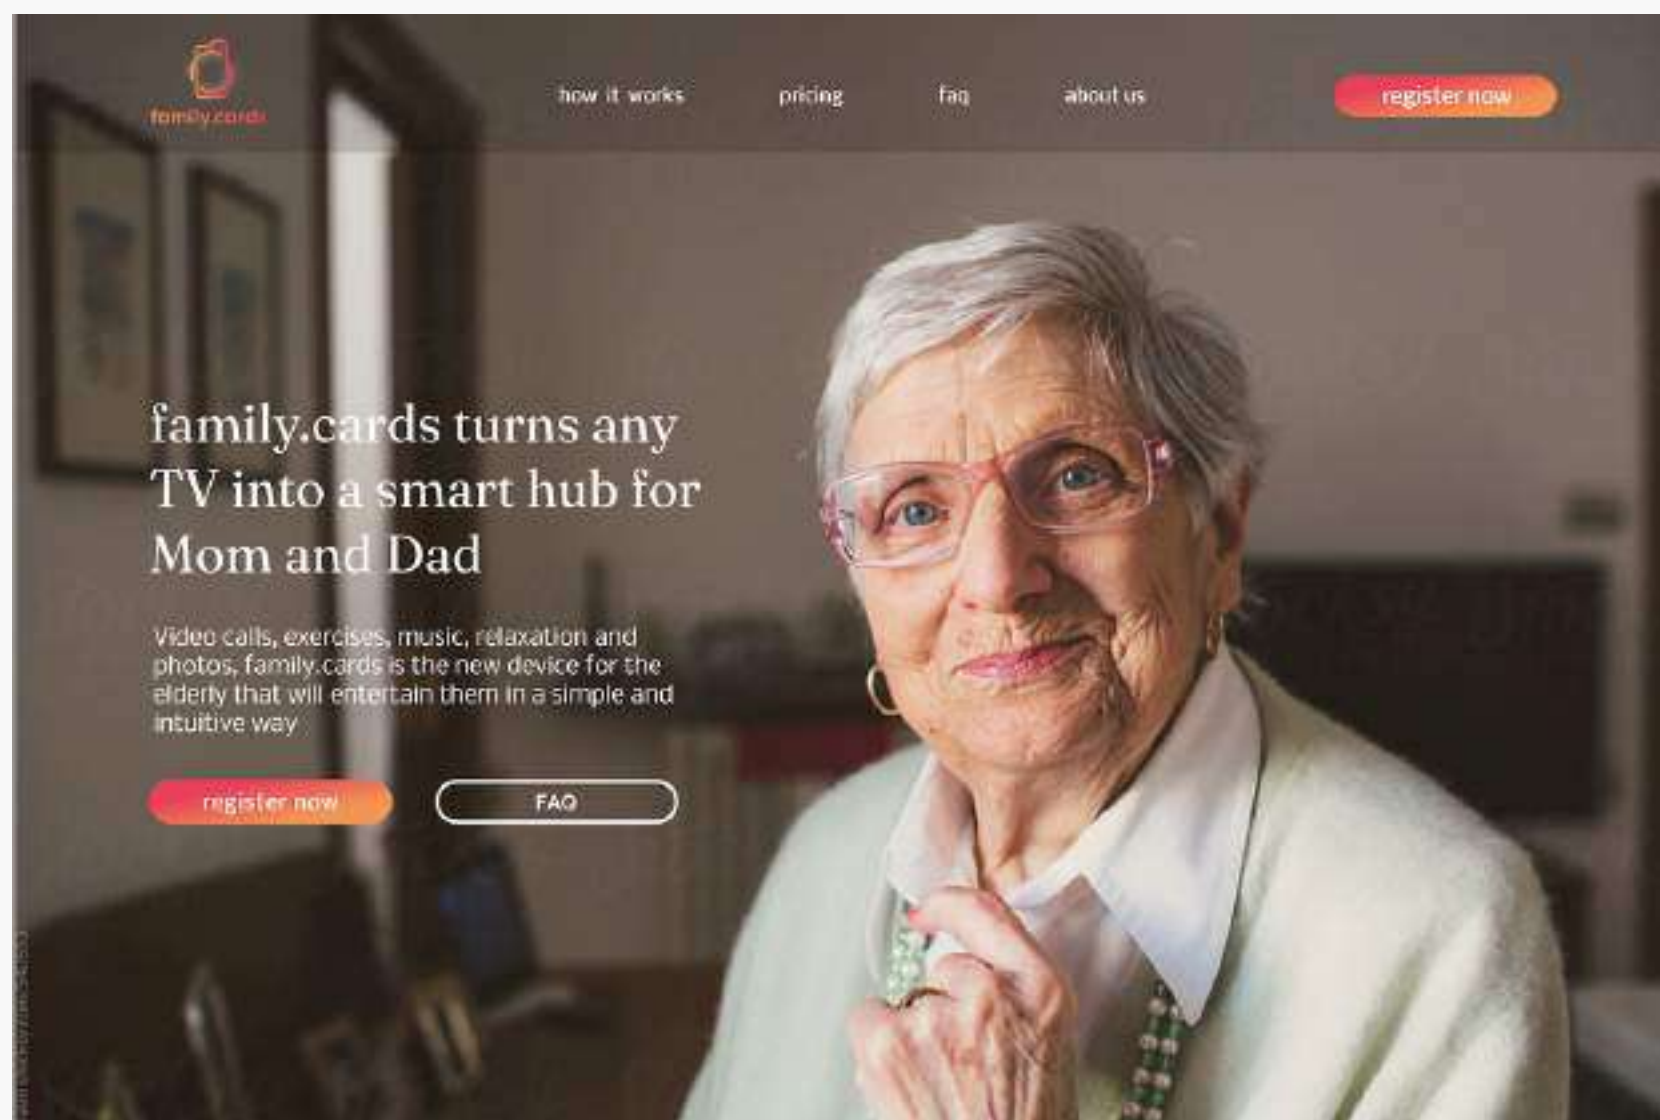 family.cards
how it works
pricing
faq
about us
register now
family.cards turns any
TV into a smart hub for
Mom and Dad
Video calls, exercises, music, relaxation and
photos, family.cards is the new device for the
elderly that will entertain them in a simple and
intuitive way
register now
FAQ